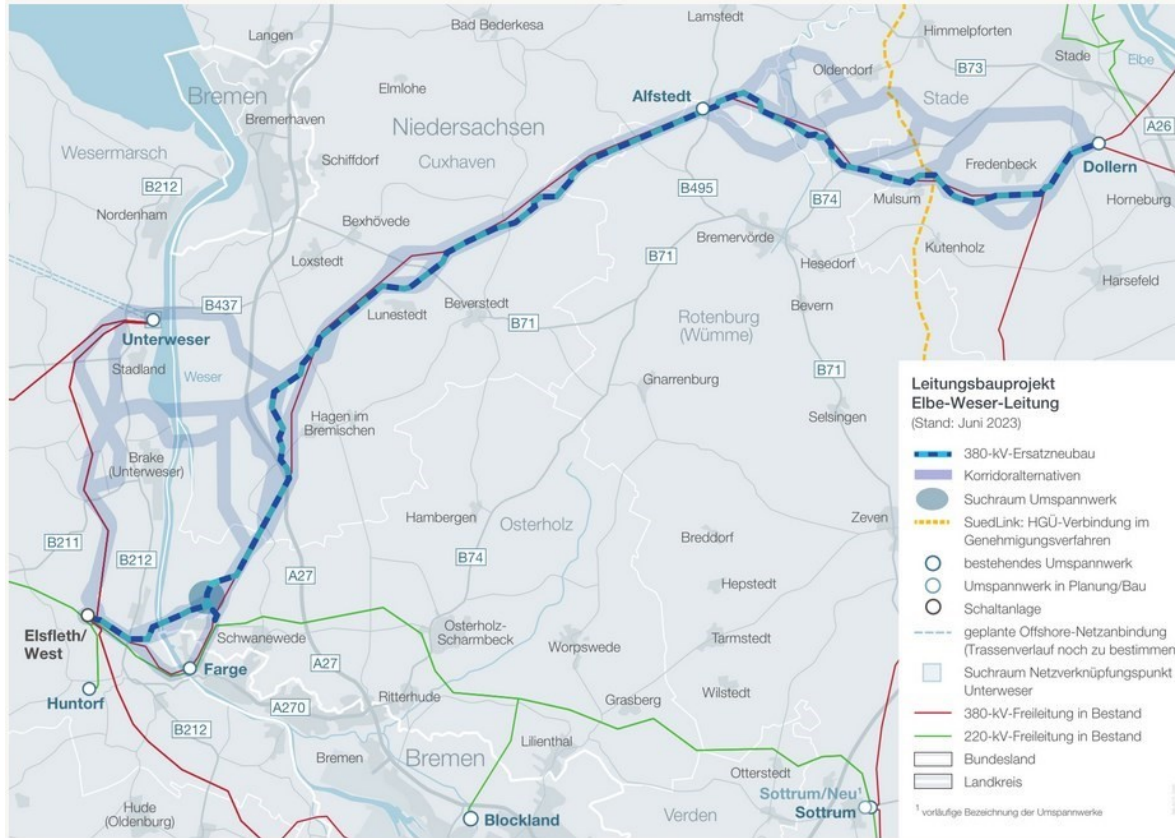 Lamstedt
Bad Bederkesa
Langen
Himmelpforten
Stade
Elbe
Oldendorf
B73
Elmlohe
Bremen
Alfstedt
Stade
Bremerhaven
Niedersachsen
A26
Wesermarsch
Schiffdorf
Cuxhaven
Fredenbeck
Dollern
B212
B495
B74
Mulsum
Horneburg
Nordenham
Bexhövede
Bremervörde
Kutenholz
Loxstedt
B71
Hesedorf
Harsefeld
B437
Lunestedt
Beverstedt
Bevern
B71
Rotenburg
(Wümme)
Unterweser
Stadland
Weser
Gnarrenburg
B71
Hagen im
Bremischen
Selsingen
Brake
(Unterweser)
Hambergen
Osterholz
Zeven
B211
B212
B74
Breddorf
A27
Hepstedt
Elsfleth/
West
Schwanewede
Osterholz-
Scharmbeck
Tarmstedt
Farge
A27
Worpswede
Huntorf
Ritterhude
Grasberg
Wilstedt
A270
B212
Lilienthal
Bremen
Bremen
Otterstedt
Sottrum/Neu¹
Hude
(Oldenburg)
Blockland
Verden
Sottrum
Leitungsbauprojekt
Elbe-Weser-Leitung
(Stand: Juni 2023)
380-kV-Ersatzneubau
Korridoralternativen
Suchraum Umspannwerk
SuedLink: HGÜ-Verbindung im
Genehmigungsverfahren
bestehendes Umspannwerk
Umspannwerk in Planung/Bau
Schaltanlage
geplante Offshore-Netzanbindung
(Trassenverlauf noch zu bestimmen
Suchraum Netzverknüpfungspunkt
Unterweser
380-kV-Freileitung in Bestand
220-kV-Freileitung in Bestand
Bundesland
Landkreis
¹ vorläufige Bezeichnung der Umspannwerke